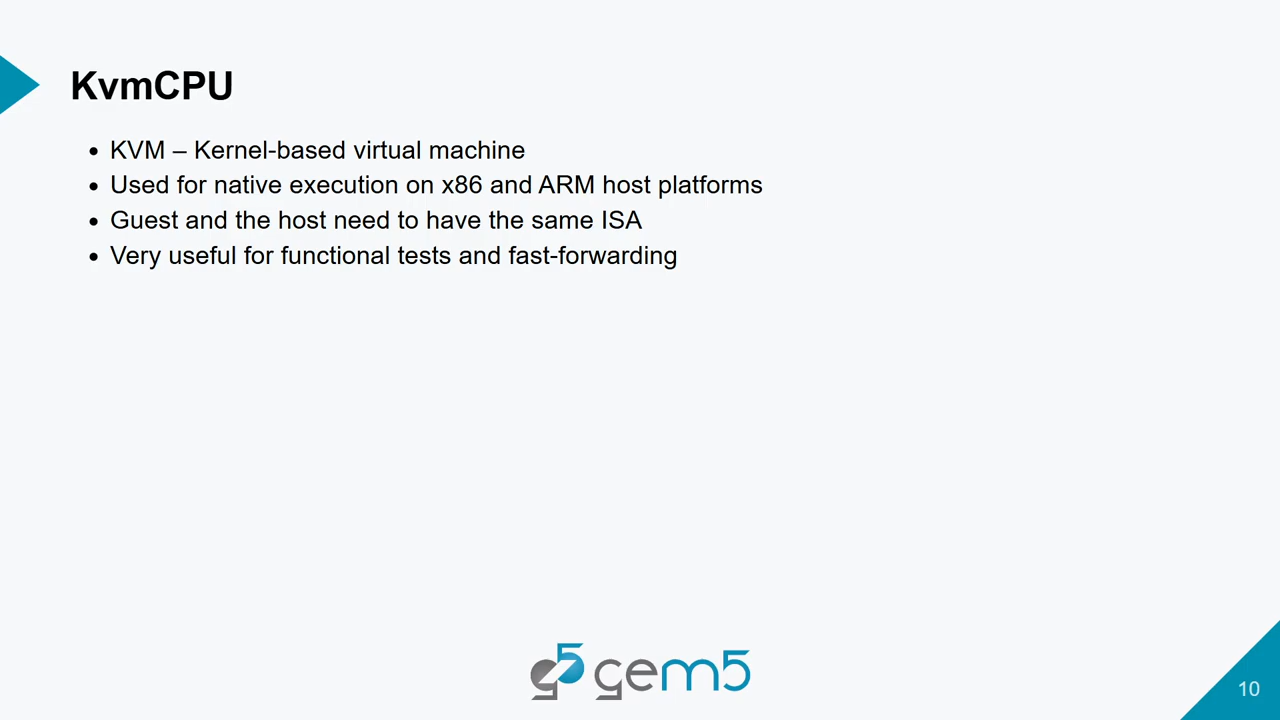 KvmCPU
• KVM – Kernel-based virtual machine
• Used for native execution on x86 and ARM host platforms
• Guest and the host need to have the same ISA
• Very useful for functional tests and fast-forwarding
g5 gem5
10